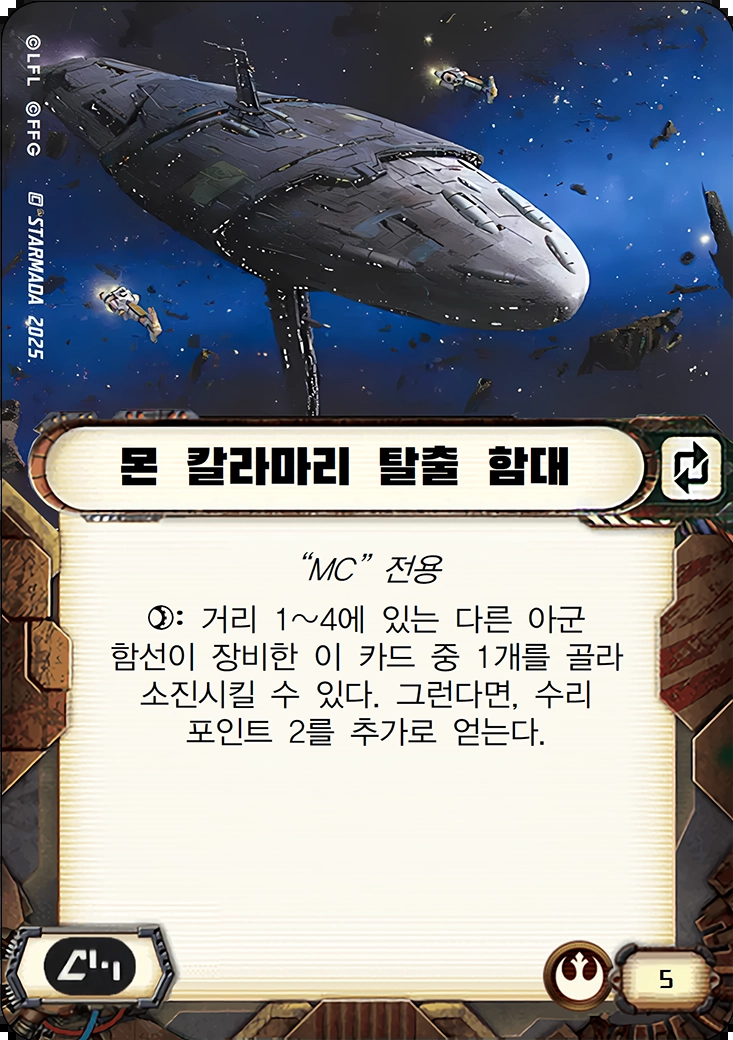 ©LFL ©FFG STARMADA 2025.
몬 칼라마리 탈출 함대
“MC” 전용
: 거리 1~4에 있는 다른 아군
함선이 장비한 이 카드 중 1개를 골라
소진시킬 수 있다. 그런다면, 수리
포인트 2를 추가로 얻는다.
5